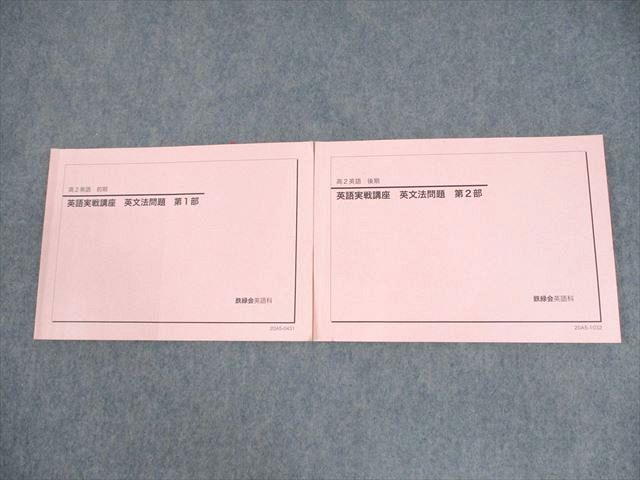 高2英語　前期
英語実戦講座　英文法問題　第1部
鉄緑会英語科
20A5-0431
高2英語　後期
英語実戦講座　英文法問題　第2部
鉄緑会英語科
20A5-1032